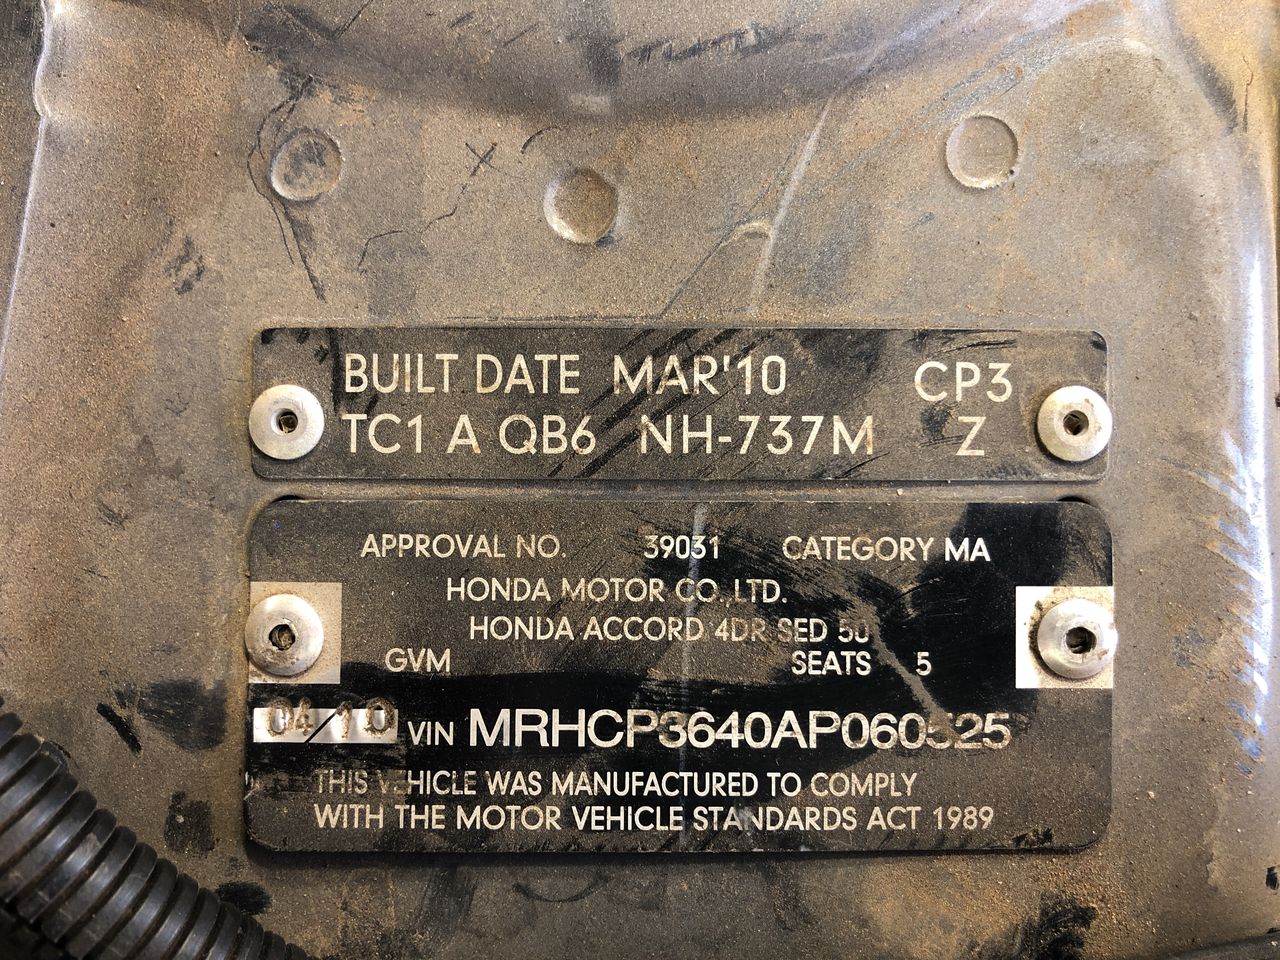 BUILT DATE MAR'10 CP3
TC1 A QB6 NH-737M Z
APPROVAL NO. 39031 CATEGORY MA
HONDA MOTOR CO.,LTD.
HONDA ACCORD 4DR SED 50
GVM SEATS 5
04/10 VIN MRHCP3640AP060525
THIS VEHICLE WAS MANUFACTURED TO COMPLY
WITH THE MOTOR VEHICLE STANDARDS ACT 1989